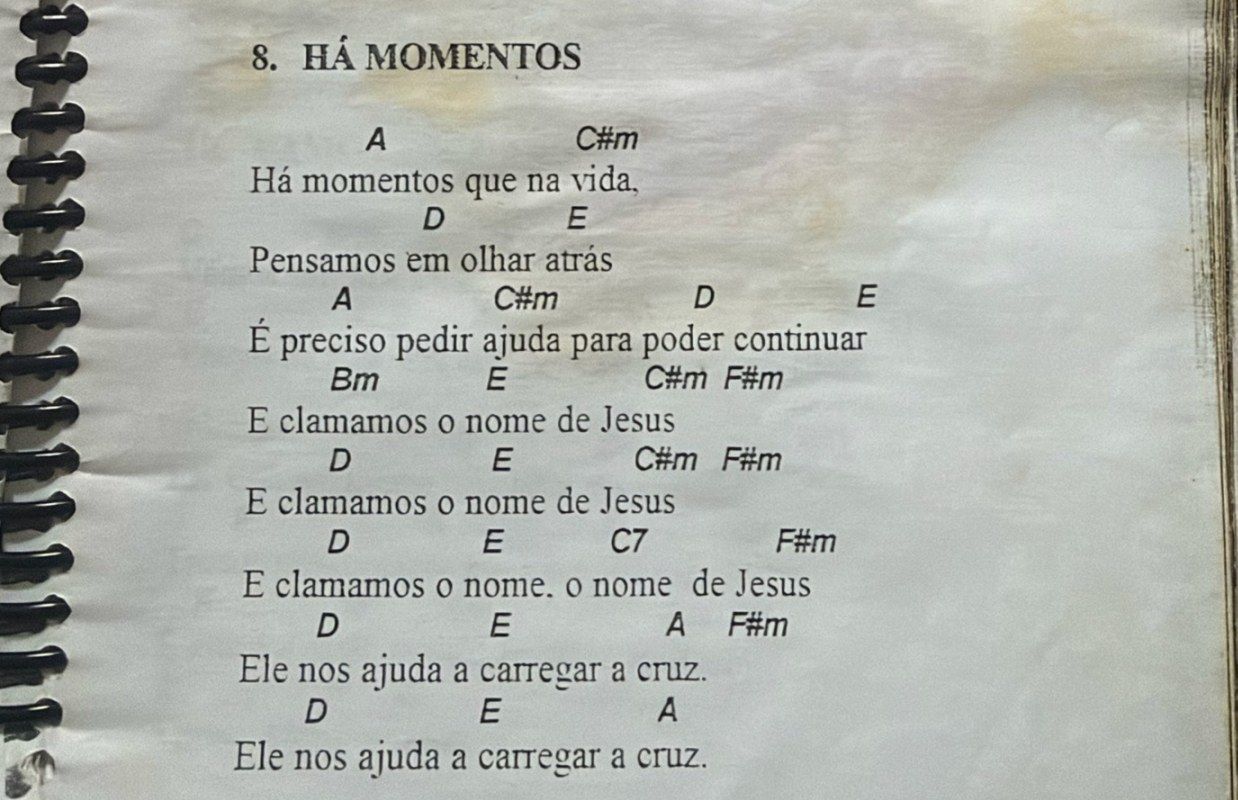 8. HÁ MOMENTOS
A C#m
Há momentos que na vida,
D E
Pensamos em olhar atrás
A C#m D E
É preciso pedir ajuda para poder continuar
Bm E C#m F#m
E clamamos o nome de Jesus
D E C#m F#m
E clamamos o nome de Jesus
D E C7 F#m
E clamamos o nome. o nome de Jesus
D E A F#m
Ele nos ajuda a carregar a cruz.
D E A
Ele nos ajuda a carregar a cruz.